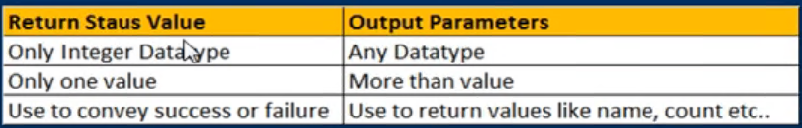 Return Staus Value Output Parameters
Only Integer Datatype Any Datatype
Only one value More than value
Use to convey success or failure Use to return values like name, count etc..